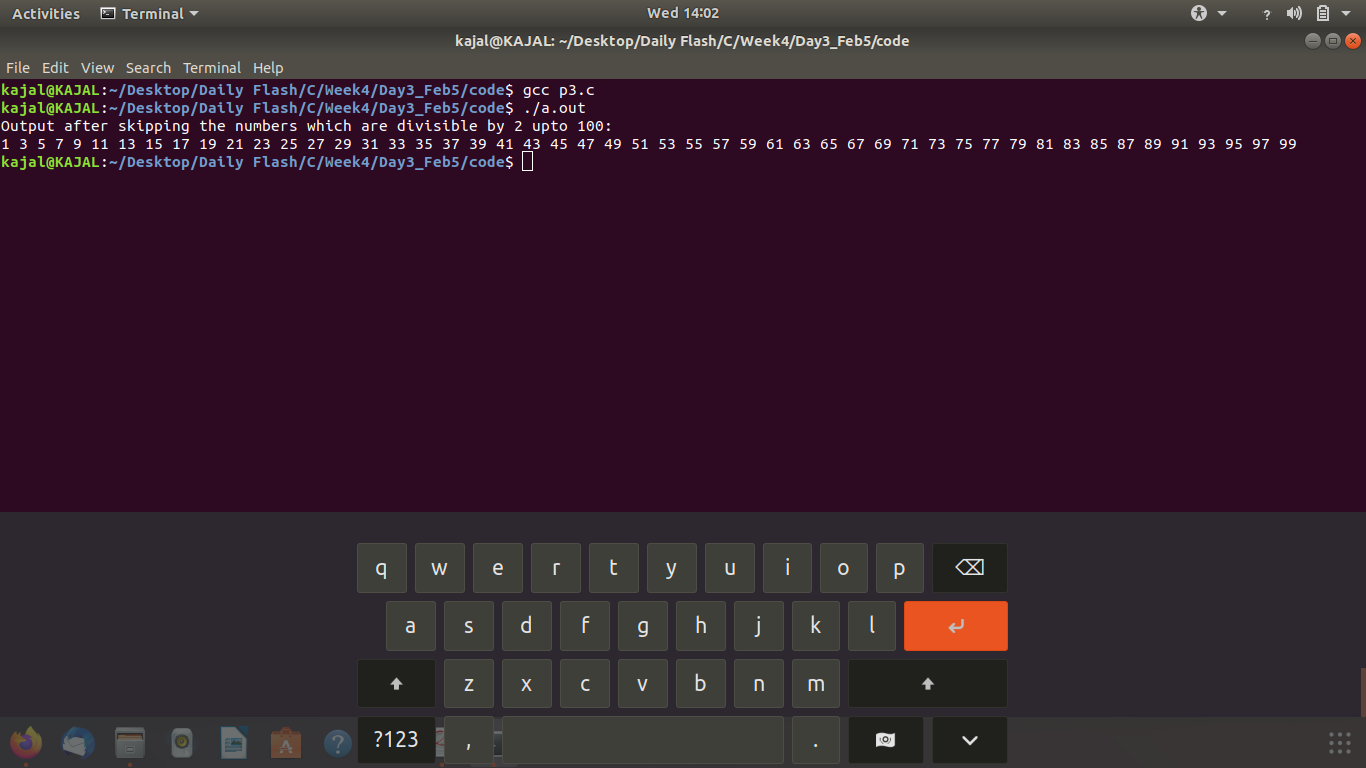 Activities Terminal Wed 14:02 ?
kajal@KAJAL: ~/Desktop/Daily Flash/C/Week4/Day3_Feb5/code
File Edit View Search Terminal Help
kajal@KAJAL:~/Desktop/Daily Flash/C/Week4/Day3_Feb5/code$ gcc p3.c
kajal@KAJAL:~/Desktop/Daily Flash/C/Week4/Day3_Feb5/code$ ./a.out
Output after skipping the numbers which are divisible by 2 upto 100:
1 3 5 7 9 11 13 15 17 19 21 23 25 27 29 31 33 35 37 39 41 43 45 47 49 51 53 55 57 59 61 63 65 67 69 71 73 75 77 79 81 83 85 87 89 91 93 95 97 99
kajal@KAJAL:~/Desktop/Daily Flash/C/Week4/Day3_Feb5/code$
q w e r t y u i o p
a s d f g h j k l
z x c v b n m
?123 , .